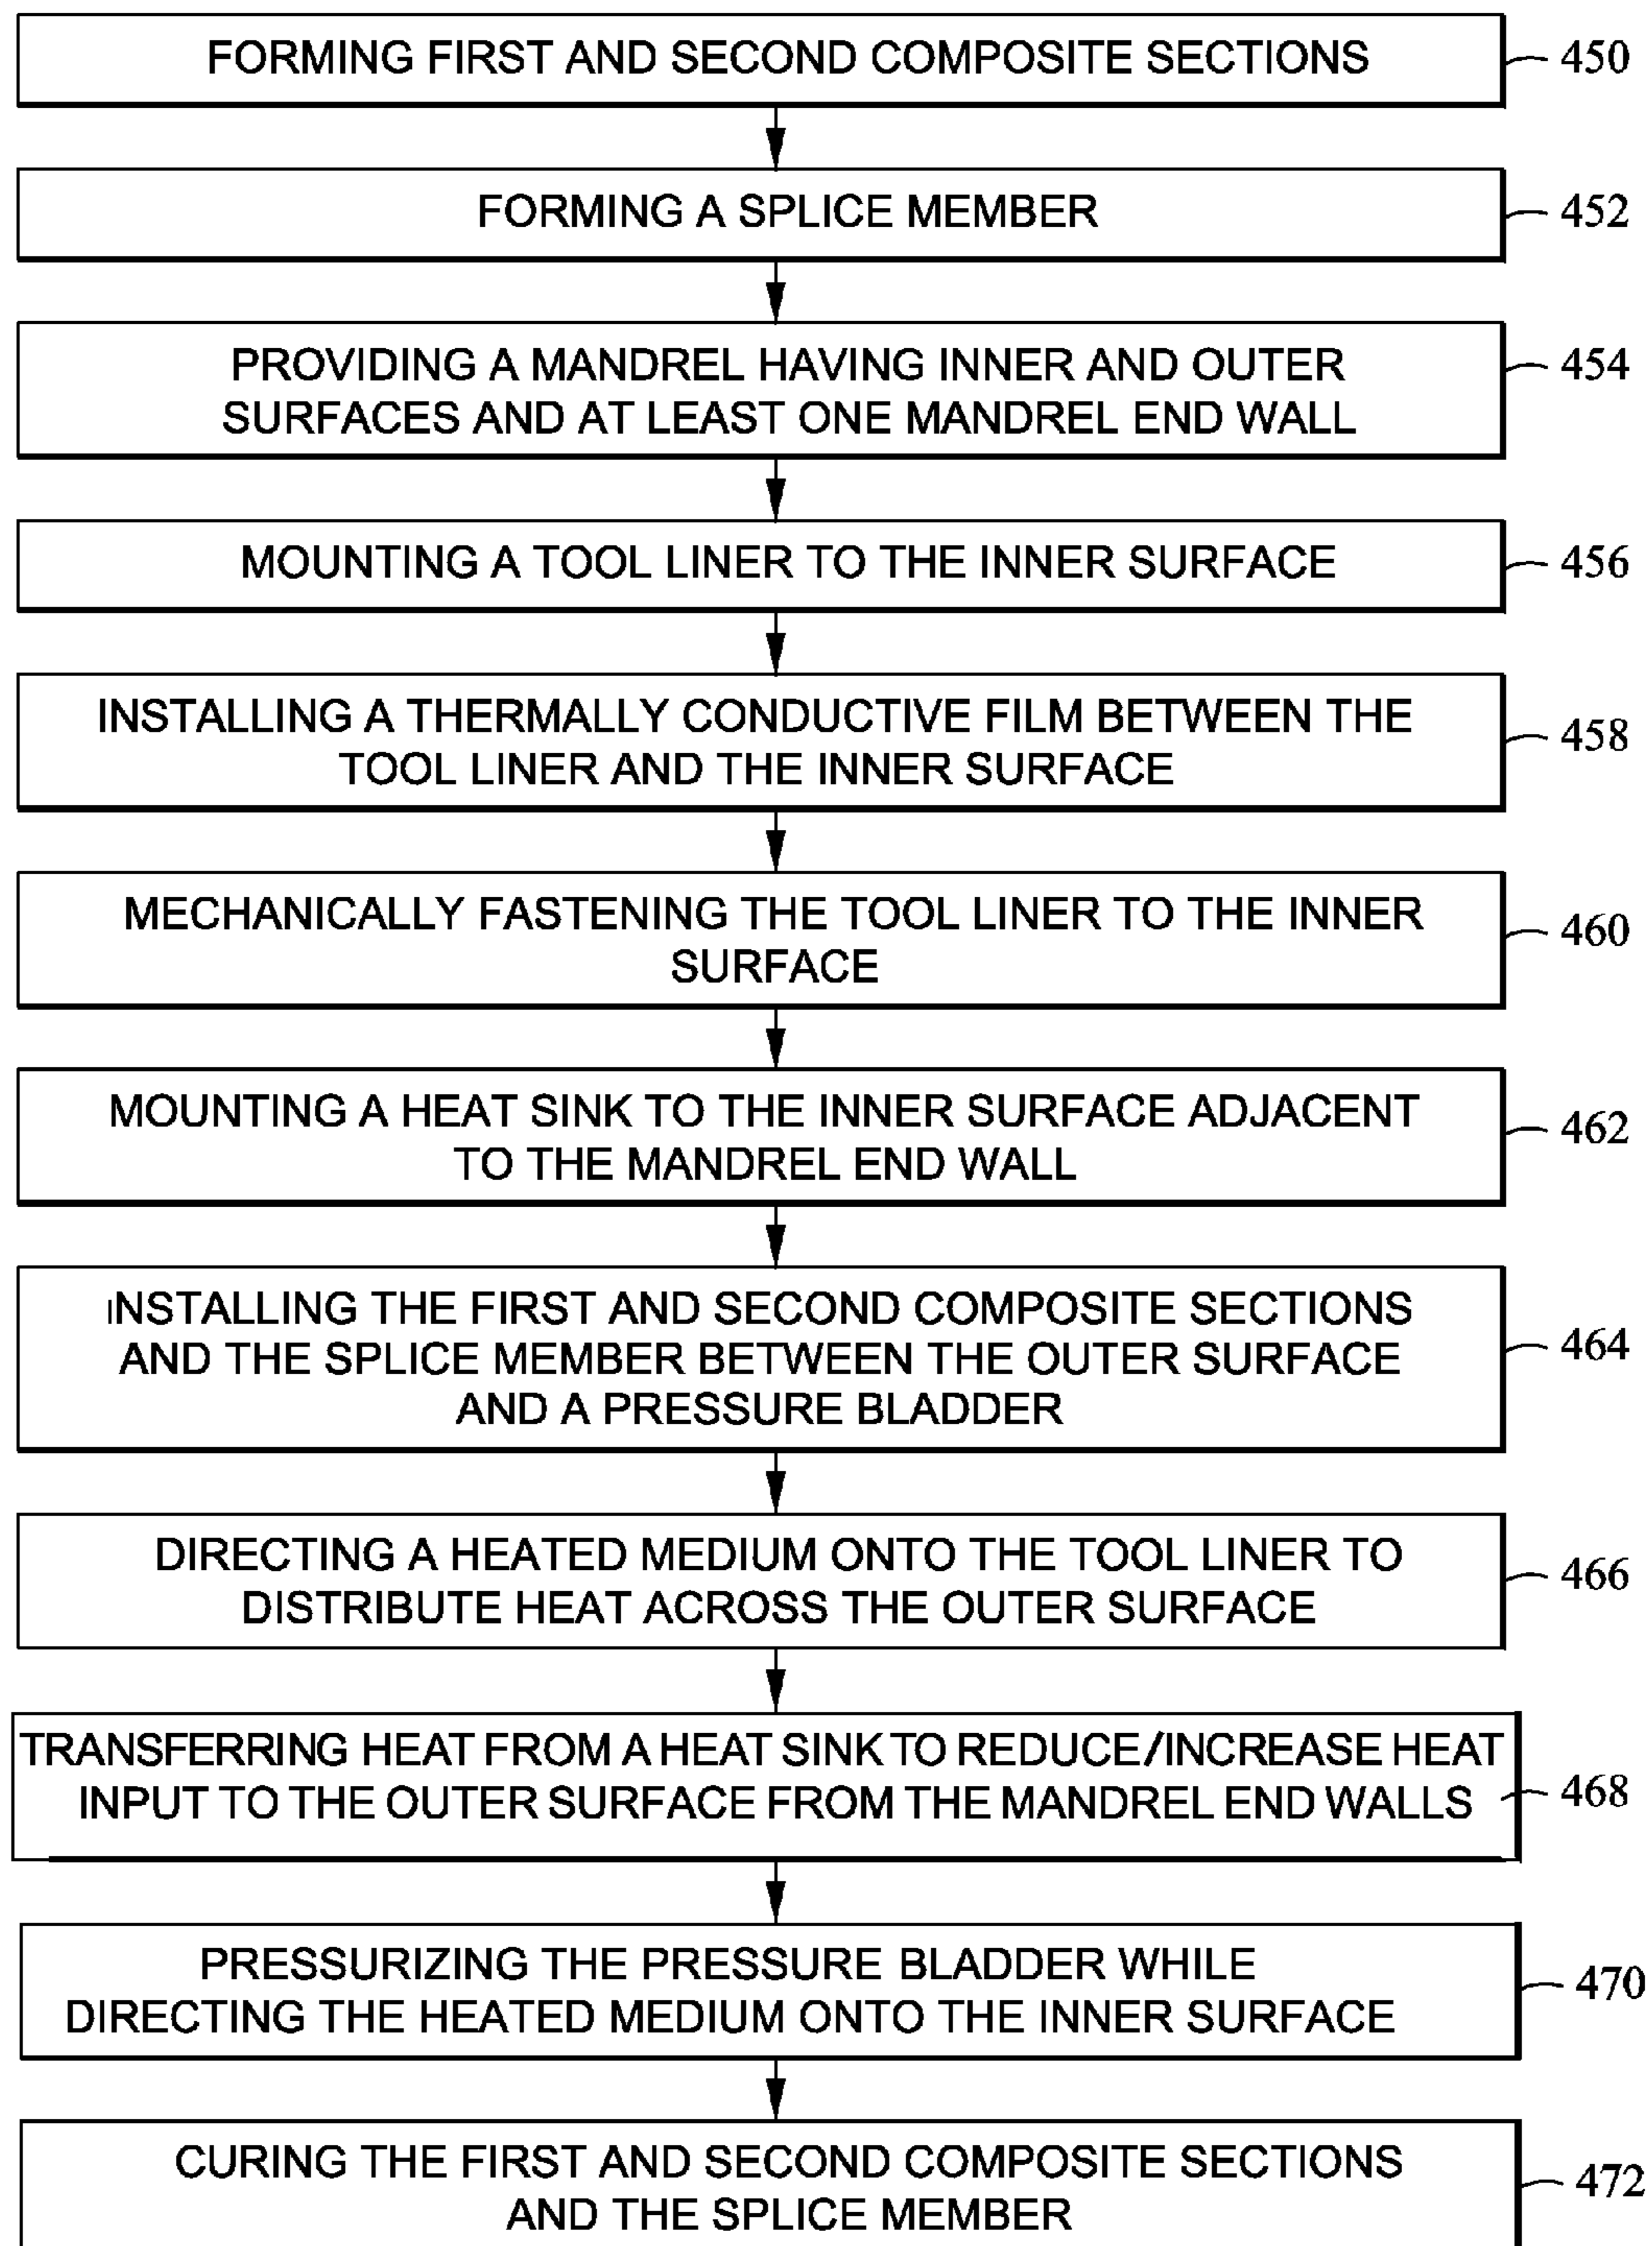 FORMING FIRST AND SECOND COMPOSITE SECTIONS
450
FORMING A SPLICE MEMBER
452
PROVIDING A MANDREL HAVING INNER AND OUTER
SURFACES AND AT LEAST ONE MANDREL END WALL
454
MOUNTING A TOOL LINER TO THE INNER SURFACE
456
INSTALLING A THERMALLY CONDUCTIVE FILM BETWEEN THE
TOOL LINER AND THE INNER SURFACE
458
MECHANICALLY FASTENING THE TOOL LINER TO THE INNER
SURFACE
460
MOUNTING A HEAT SINK TO THE INNER SURFACE ADJACENT
TO THE MANDREL END WALL
462
INSTALLING THE FIRST AND SECOND COMPOSITE SECTIONS
AND THE SPLICE MEMBER BETWEEN THE OUTER SURFACE
AND A PRESSURE BLADDER
464
DIRECTING A HEATED MEDIUM ONTO THE TOOL LINER TO
DISTRIBUTE HEAT ACROSS THE OUTER SURFACE
466
TRANSFERRING HEAT FROM A HEAT SINK TO REDUCE/INCREASE HEAT
INPUT TO THE OUTER SURFACE FROM THE MANDREL END WALLS
468
PRESSURIZING THE PRESSURE BLADDER WHILE
DIRECTING THE HEATED MEDIUM ONTO THE INNER SURFACE
470
CURING THE FIRST AND SECOND COMPOSITE SECTIONS
AND THE SPLICE MEMBER
472